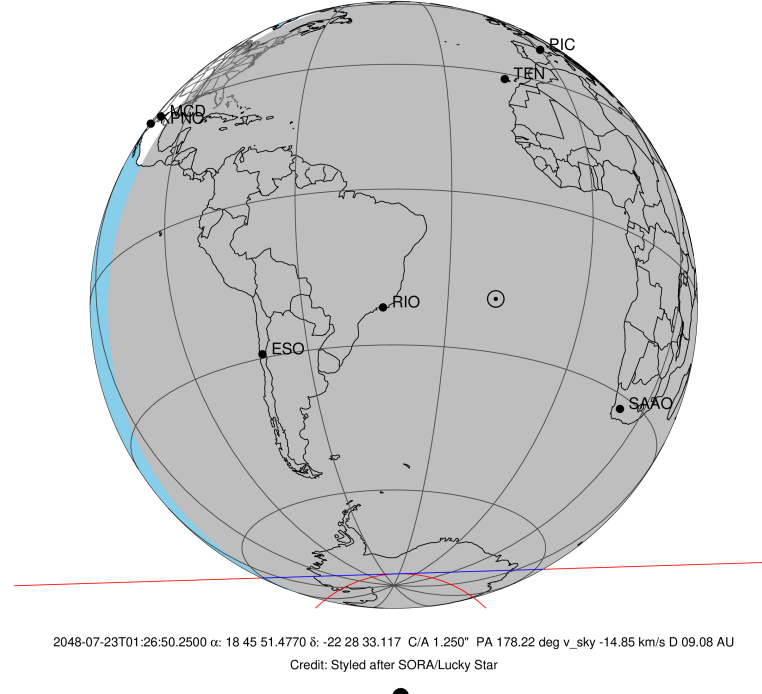 PIC
TEN
MCD
KPNO
RIO
ESO
SAAO
2048-07-23T01:26:50.2500 α: 18 45 51.4770 δ: -22 28 33.117 C/A 1.250" PA 178.22 deg v_sky -14.85 km/s D 09.08 AU
Credit: Styled after SORA/Lucky Star